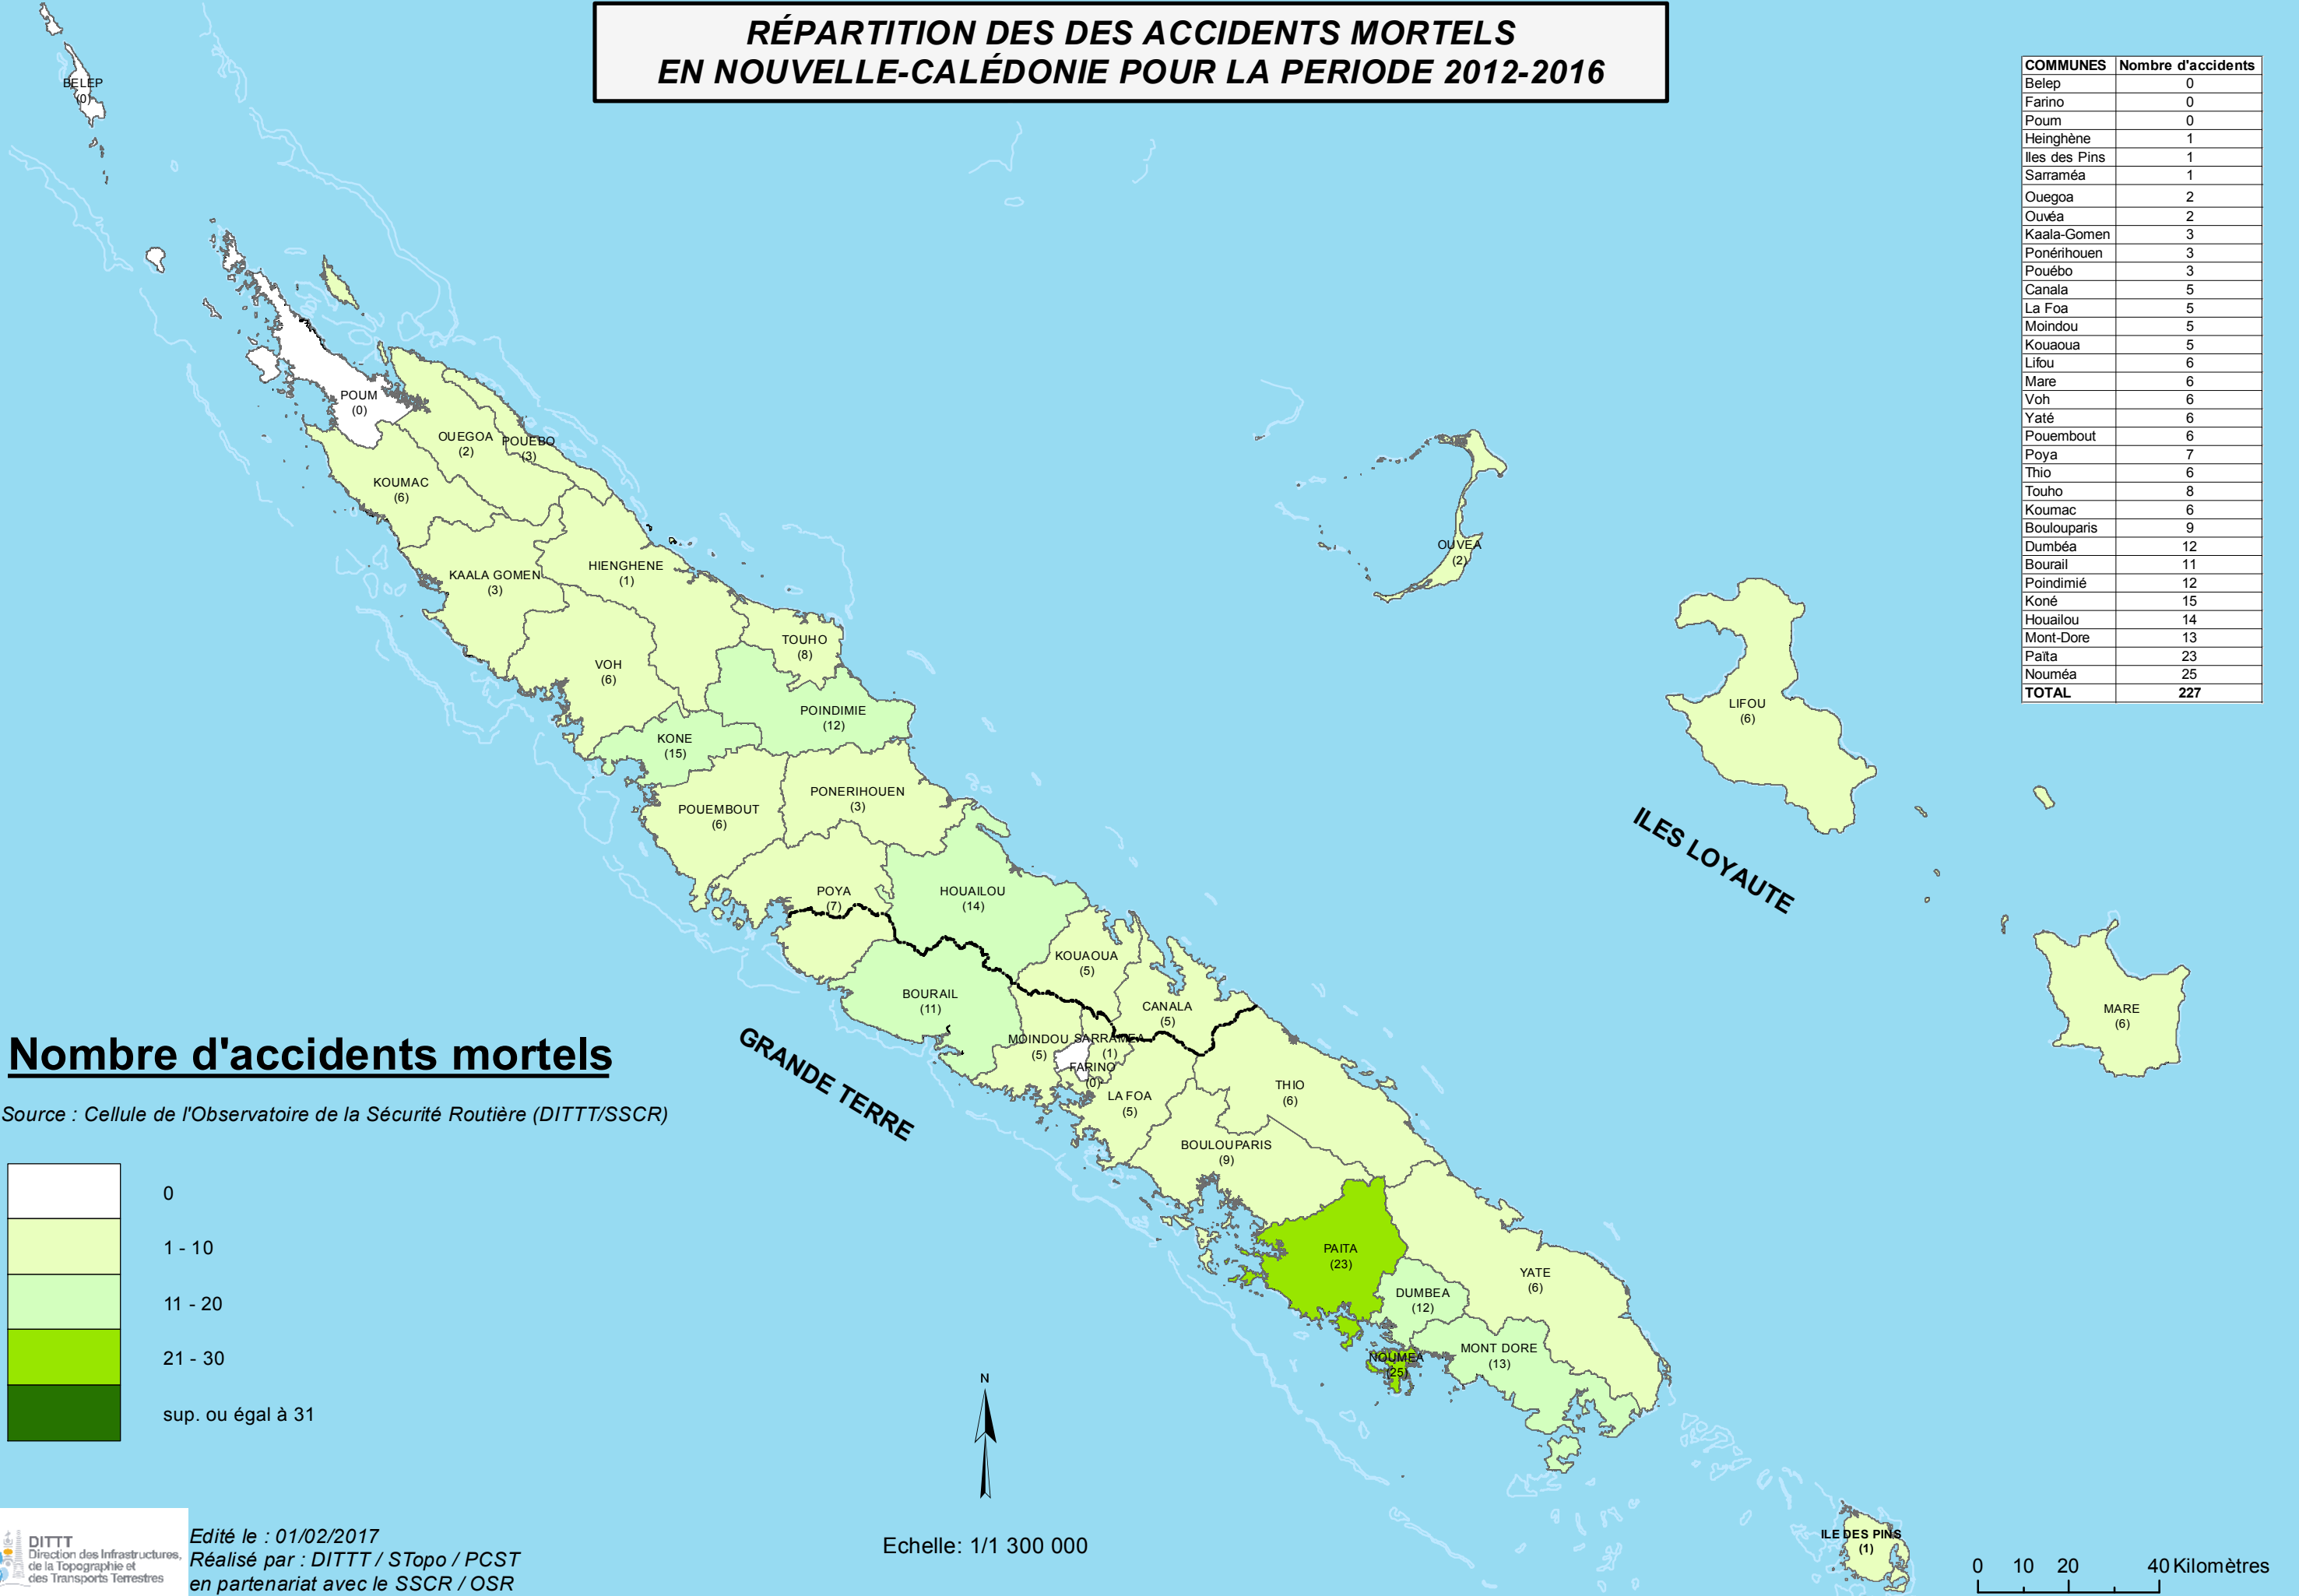 RÉPARTITION DES DES ACCIDENTS MORTELS
EN NOUVELLE-CALÉDONIE POUR LA PERIODE 2012-2016
COMMUNES Nombre d'accidents
Belep 0
Farino 0
Poum 0
Heinghène 1
Iles des Pins 1
Sarraméa 1
Ouegoa 2
Ouvéa 2
Kaala-Gomen 3
Ponérihouen 3
Pouébo 3
Canala 5
La Foa 5
Moindou 5
Kouaoua 5
Lifou 6
Mare 6
Voh 6
Yaté 6
Pouembout 6
Poya 7
Thio 6
Touho 8
Koumac 6
Boulouparis 9
Dumbéa 12
Bourail 11
Poindimié 12
Koné 15
Houailou 14
Mont-Dore 13
Païta 23
Nouméa 25
TOTAL 227
BELEP
(0)
POUM
(0)
OUEGOA
(2)
POUEBO
(3)
KOUMAC
(6)
KAALA GOMEN
(3)
HIENGHENE
(1)
TOUHO
(8)
VOH
(6)
POINDIMIE
(12)
KONE
(15)
POUEMBOUT
(6)
PONERIHOUEN
(3)
POYA
(7)
HOUAILOU
(14)
KOUAOUA
(5)
BOURAIL
(11)
CANALA
(5)
MOINDOU
(5)
SARRAMEA
(1)
FARINO
(0)
LA FOA
(5)
THIO
(6)
BOULOUPARIS
(9)
PAITA
(23)
DUMBEA
(12)
YATE
(6)
NOUMEA
(25)
MONT DORE
(13)
ILE DES PINS
(1)
OUVEA
(2)
LIFOU
(6)
MARE
(6)
ILES LOYAUTE
GRANDE TERRE
Nombre d'accidents mortels
Source : Cellule de l'Observatoire de la Sécurité Routière (DITTT/SSCR)
0
1 - 10
11 - 20
21 - 30
sup. ou égal à 31
DITTT
Direction des Infrastructures,
de la Topographie et
des Transports Terrestres
Edité le : 01/02/2017
Réalisé par : DITTT / STopo / PCST
en partenariat avec le SSCR / OSR
N
Echelle: 1/1 300 000
0 10 20 40 Kilomètres